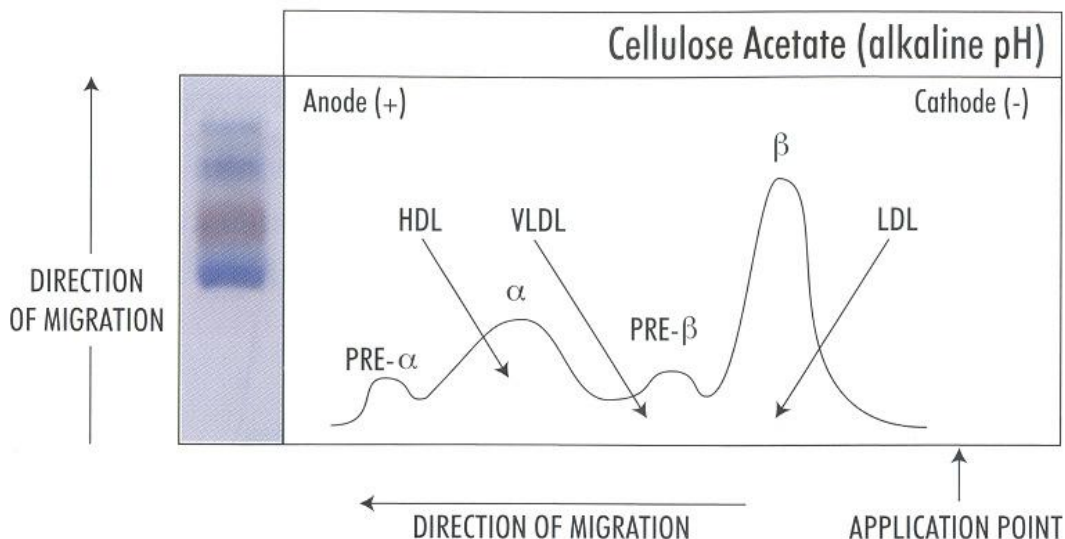 Cellulose Acetate (alkaline pH)
Anode (+)
Cathode (-)
β
HDL
VLDL
LDL
DIRECTION
OF MIGRATION
α
PRE-β
PRE-α
DIRECTION OF MIGRATION
APPLICATION POINT